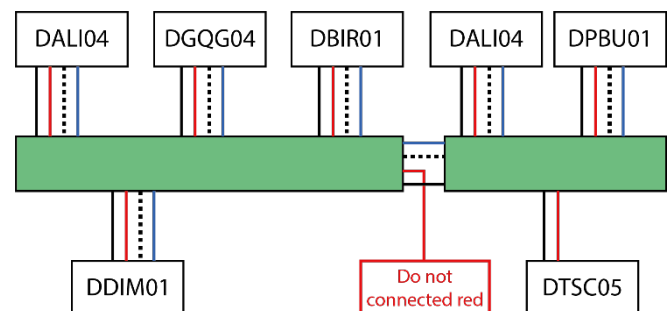 DALI04
DGQG04
DBIR01
DALI04
DPBU01
DDIM01
Do not
connected red
DTSC05